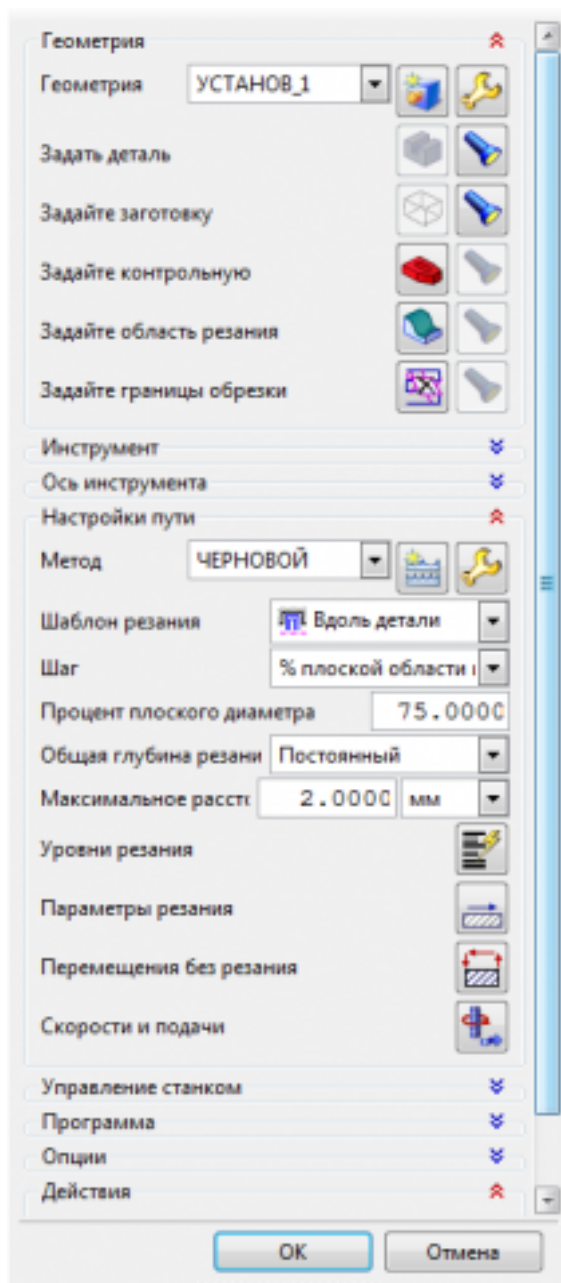 Геометрия
Геометрия УСТАНОВ_1
Задать деталь
Задайте заготовку
Задайте контрольную
Задайте область резания
Задайте границы обрезки
Инструмент
Ось инструмента
Настройки пути
Метод ЧЕРНОВОЙ
Шаблон резания Вдоль детали
Шаг % плоской области
Процент плоского диаметра 75.0000
Общая глубина резани Постоянный
Максимальное рассто 2.0000 мм
Уровни резания
Параметры резания
Перемещения без резания
Скорости и подачи
Управление станком
Программа
Опции
Действия
OK Отмена